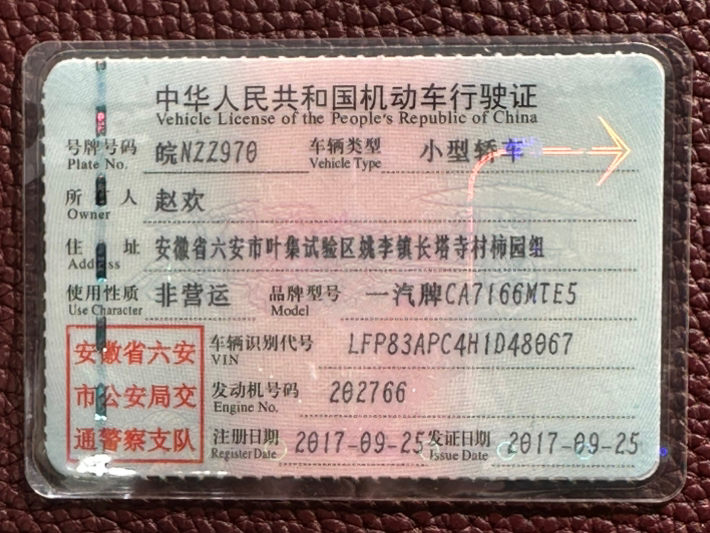 中华人民共和国机动车行驶证
Vehicle License of the People's Republic of China
号牌号码 皖NZZ970 车辆类型 小型轿车
Plate No. Vehicle Type
所有人 赵欢
Owner
住址 安徽省六安市叶集试验区姚李镇长塔寺村柿园组
Address
使用性质 非营运 品牌型号 一汽牌CA7166MTE5
Use Character Model
安徽省六安 车辆识别代号 LFP83APC4H1D48067
VIN
市公安局交 发动机号码 202766
Engine No.
通警察支队 注册日期 2017-09-25 发证日期 2017-09-25
Register Date Issue Date